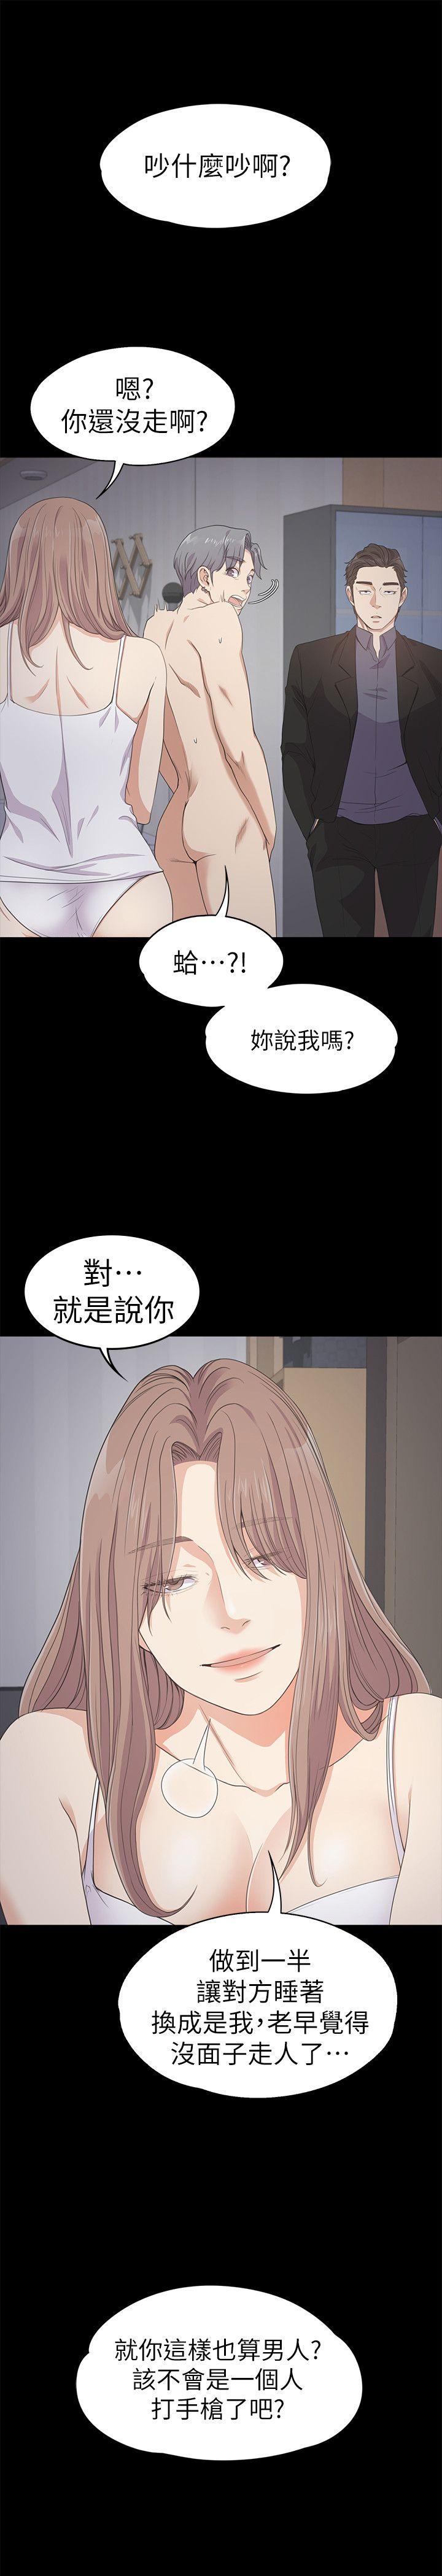 吵什麼吵啊?
嗯?
你還沒走啊?
蛤…?!
妳說我嗎?
對…
就是說你
做到一半
讓對方睡著
換成是我,老早覺得
沒面子走人了…
就你這樣也算男人?
該不會是一個人
打手槍了吧?